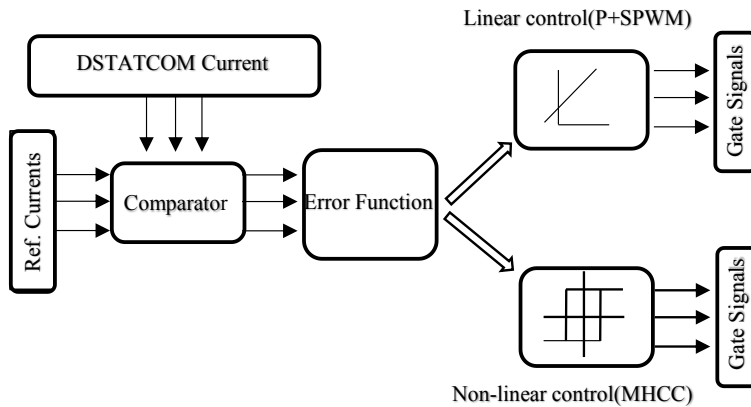 Linear control(P+SPWM)
DSTATCOM Current
Gate Signals
Ref. Currents
Comparator
Error Function
Gate Signals
Non-linear control(MHCC)